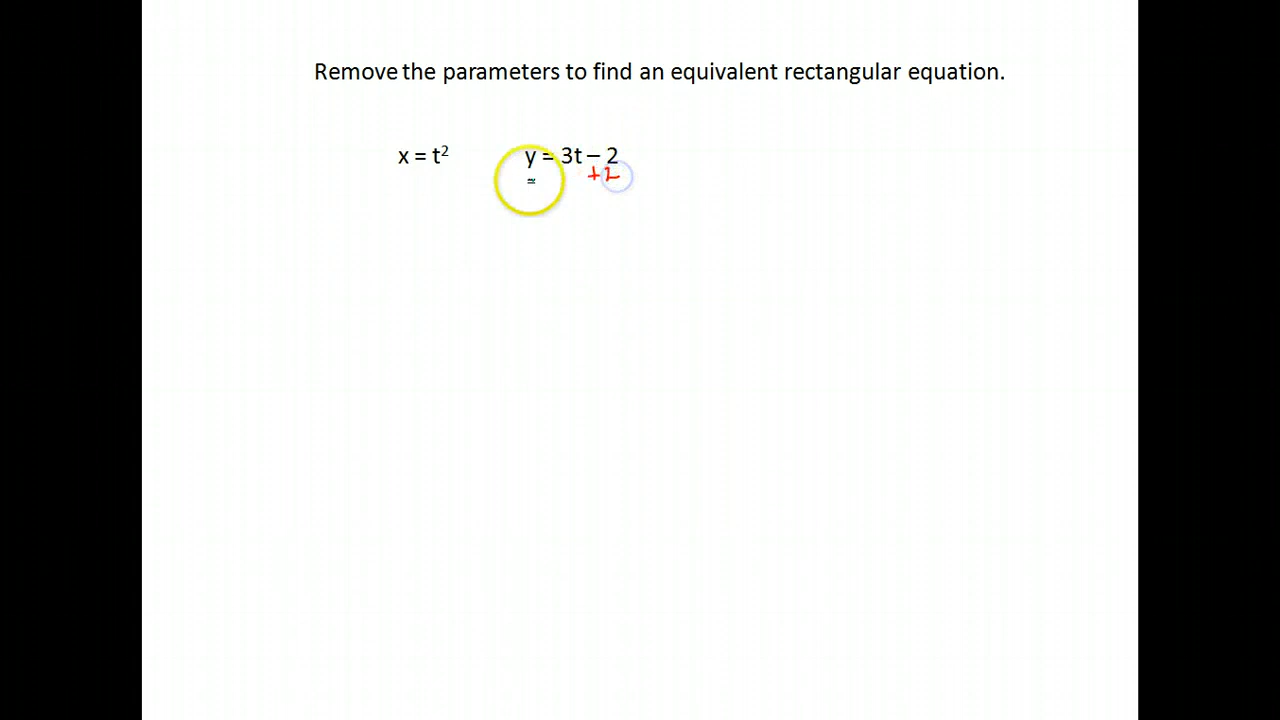 Remove the parameters to find an equivalent rectangular equation.
x = t² y = 3t – 2
+2